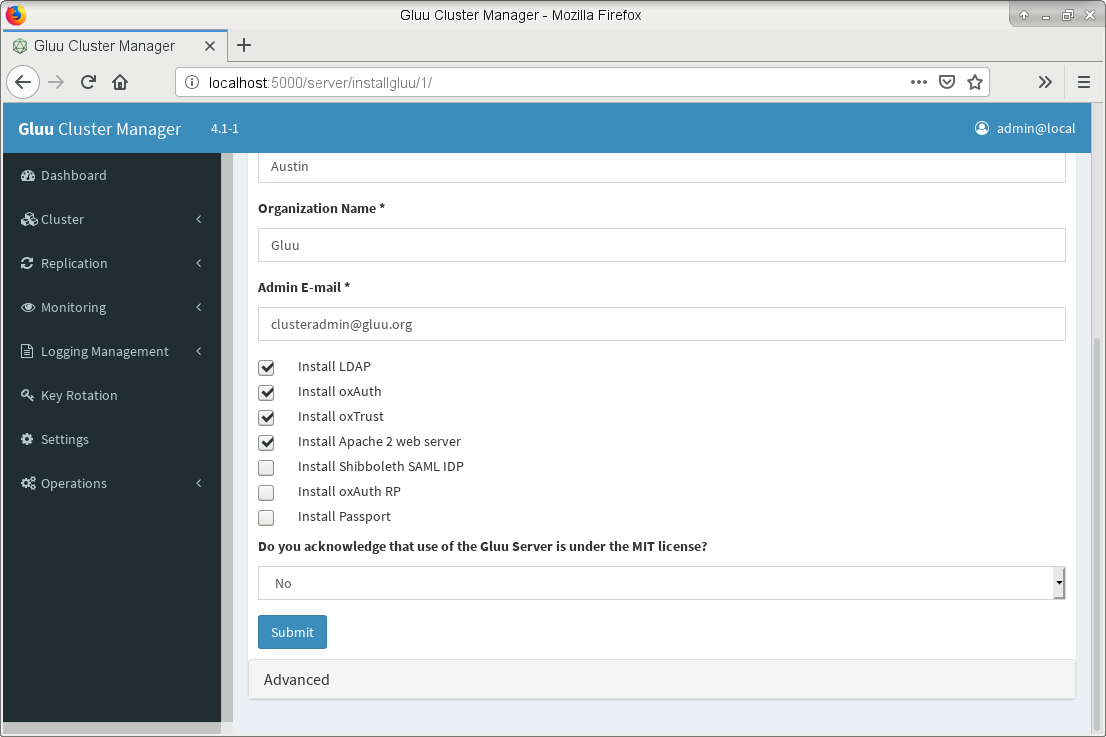 Gluu Cluster Manager - Mozilla Firefox
Gluu Cluster Manager
localhost:5000/server/installgluu/1/
Gluu Cluster Manager 4.1-1 admin@local
Dashboard
Cluster
Replication
Monitoring
Logging Management
Key Rotation
Settings
Operations
Austin
Organization Name *
Gluu
Admin E-mail *
clusteradmin@gluu.org
Install LDAP
Install oxAuth
Install oxTrust
Install Apache 2 web server
Install Shibboleth SAML IDP
Install oxAuth RP
Install Passport
Do you acknowledge that use of the Gluu Server is under the MIT license?
No
Submit
Advanced